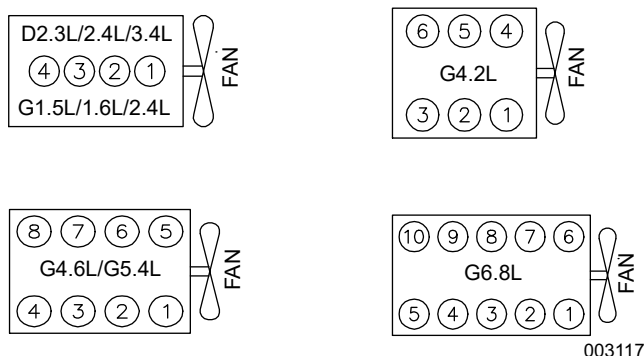 D2.3L/2.4L/3.4L
4 3 2 1
G1.5L/1.6L/2.4L
FAN
6 5 4
G4.2L
3 2 1
FAN
8 7 6 5
G4.6L/G5.4L
4 3 2 1
FAN
10 9 8 7 6
G6.8L
5 4 3 2 1
FAN
003117